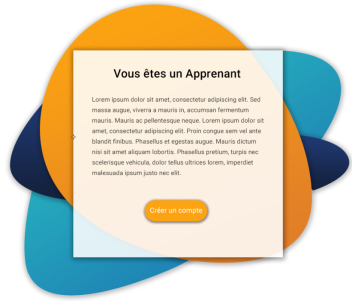 Vous êtes un Apprenant
Lorem ipsum dolor sit amet, consectetur adipiscing elit. Sed
massa augue, viverra a mauris in, accumsan fermentum
mauris. Mauris ac pellentesque neque. Lorem ipsum dolor sit
amet, consectetur adipiscing elit. Proin congue sem vel ante
blandit finibus. Phasellus et egestas augue. Mauris dictum
nisi sit amet aliquam lobortis. Phasellus pretium, turpis nec
scelerisque vehicula, dolor tellus ultrices lorem, imperdiet
malesuada ipsum justo nec elit.
Créer un compte